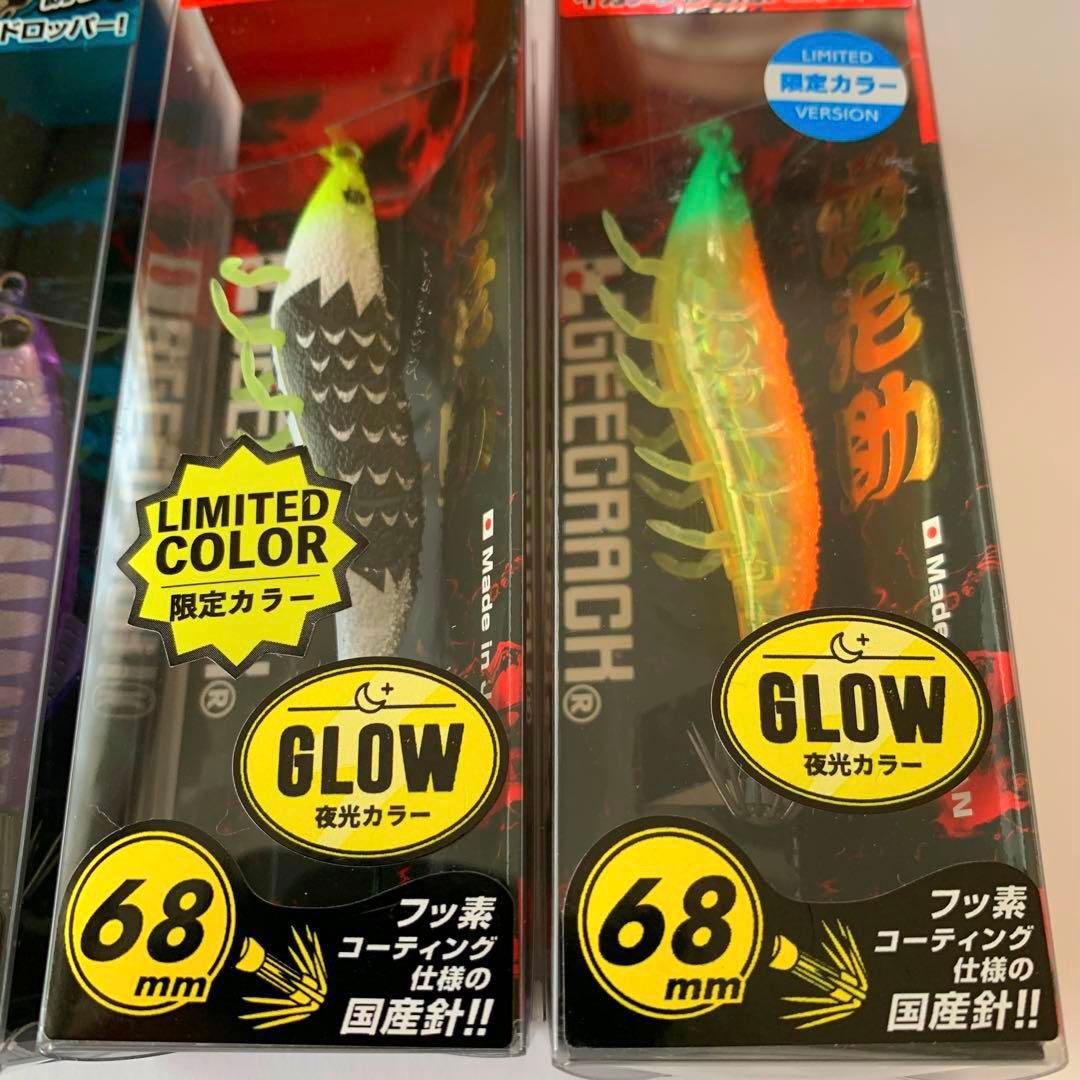 ドロッパー!
LIMITED
COLOR
限定カラー
GLOW
夜光カラー
68
mm
フッ素
コーティング
仕様の
国産針!!
Made in J
LIMITED
限定カラー
VERSION
EGEEGRACH®
助
Made
N
GLOW
夜光カラー
68
mm
フッ素
コーティング
仕様の
国産針!!